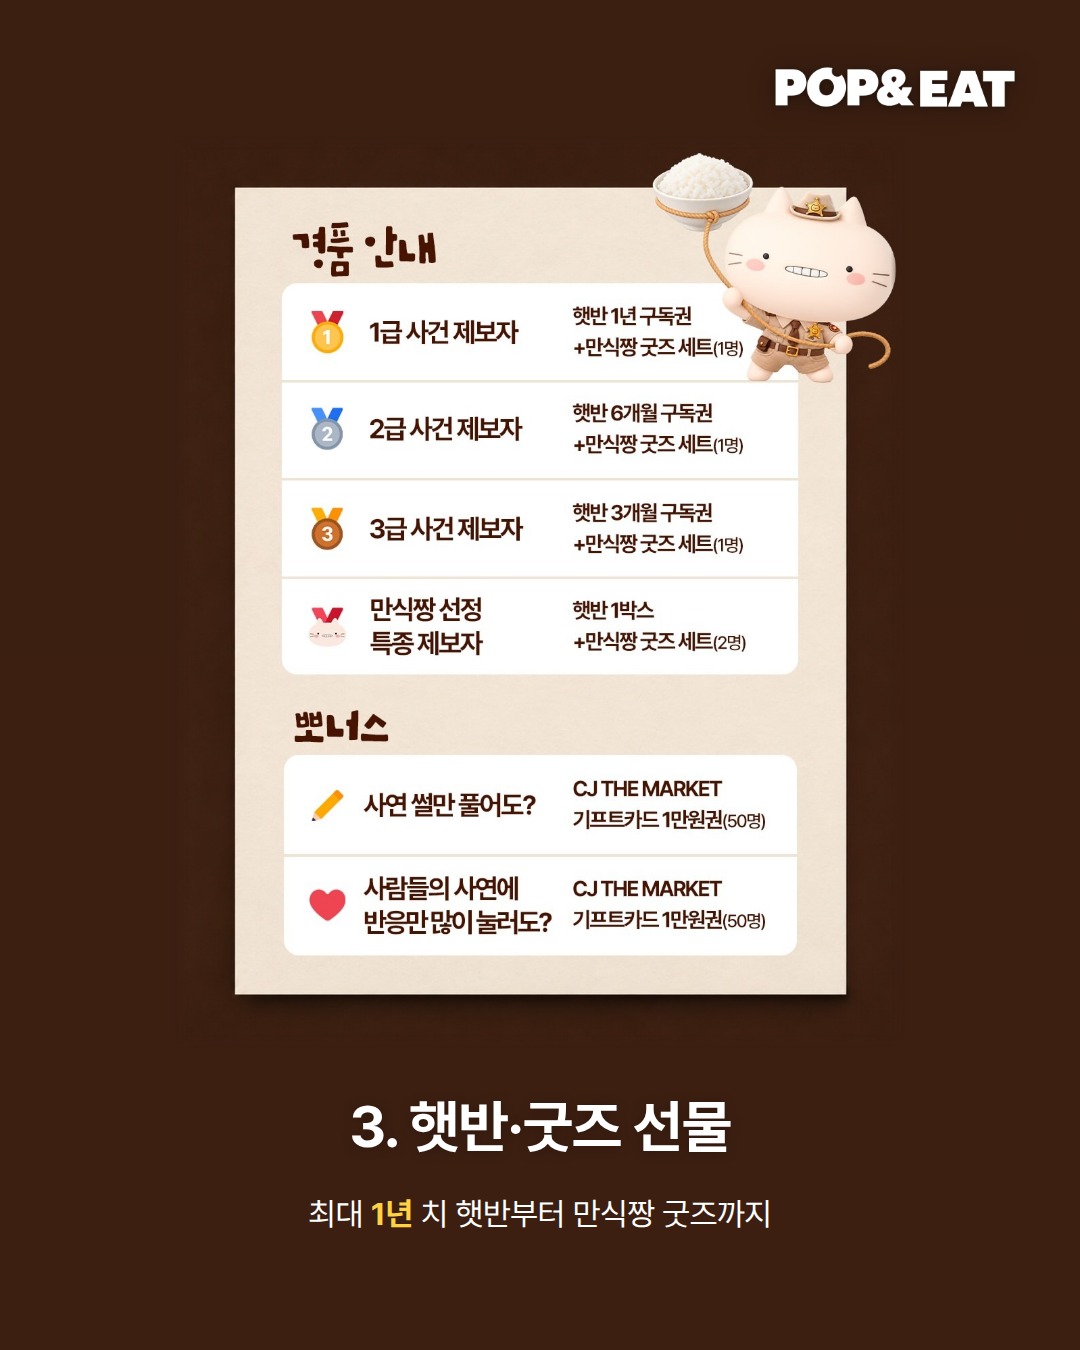 POP&EAT
경품 안내
1
1급 사건 제보자
햇반 1년 구독권
+만식짱 굿즈 세트(1명)
2
2급 사건 제보자
햇반 6개월 구독권
+만식짱 굿즈 세트(1명)
3
3급 사건 제보자
햇반 3개월 구독권
+만식짱 굿즈 세트(1명)
만식짱 선정
특종 제보자
햇반 1박스
+만식짱 굿즈 세트(2명)
뽀너스
사연 썰만 풀어도?
CJ THE MARKET
기프트카드 1만원권(50명)
사람들의 사연에
반응만 많이 눌러도?
CJ THE MARKET
기프트카드 1만원권(50명)
3. 햇반·굿즈 선물
최대 1년 치 햇반부터 만식짱 굿즈까지